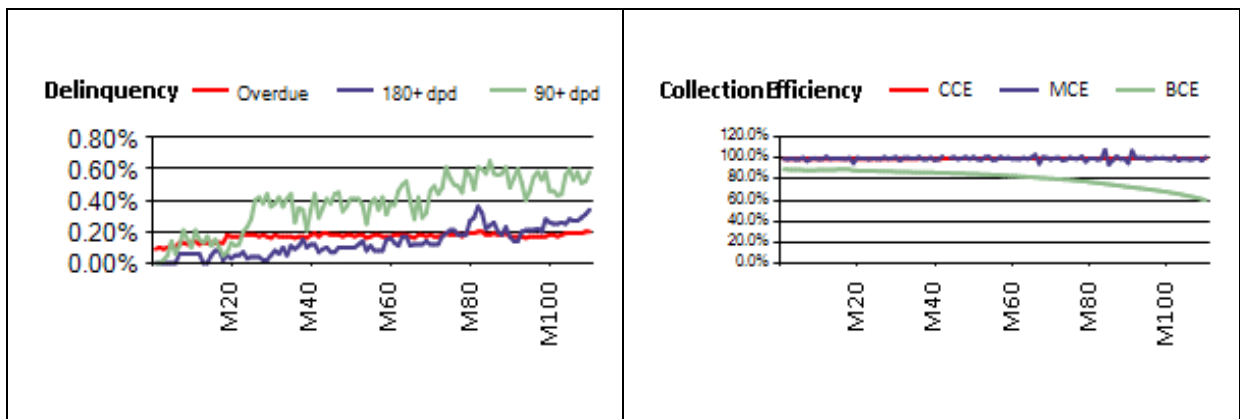 Delinquency Overdue 180+ dpd 90+ dpd
0.80%
0.60%
0.40%
0.20%
0.00%
M20
M40
M60
M80
M100
Collection Efficiency CCE MCE BCE
120.0%
100.0%
80.0%
60.0%
40.0%
20.0%
0.0%
M20
M40
M60
M80
M100